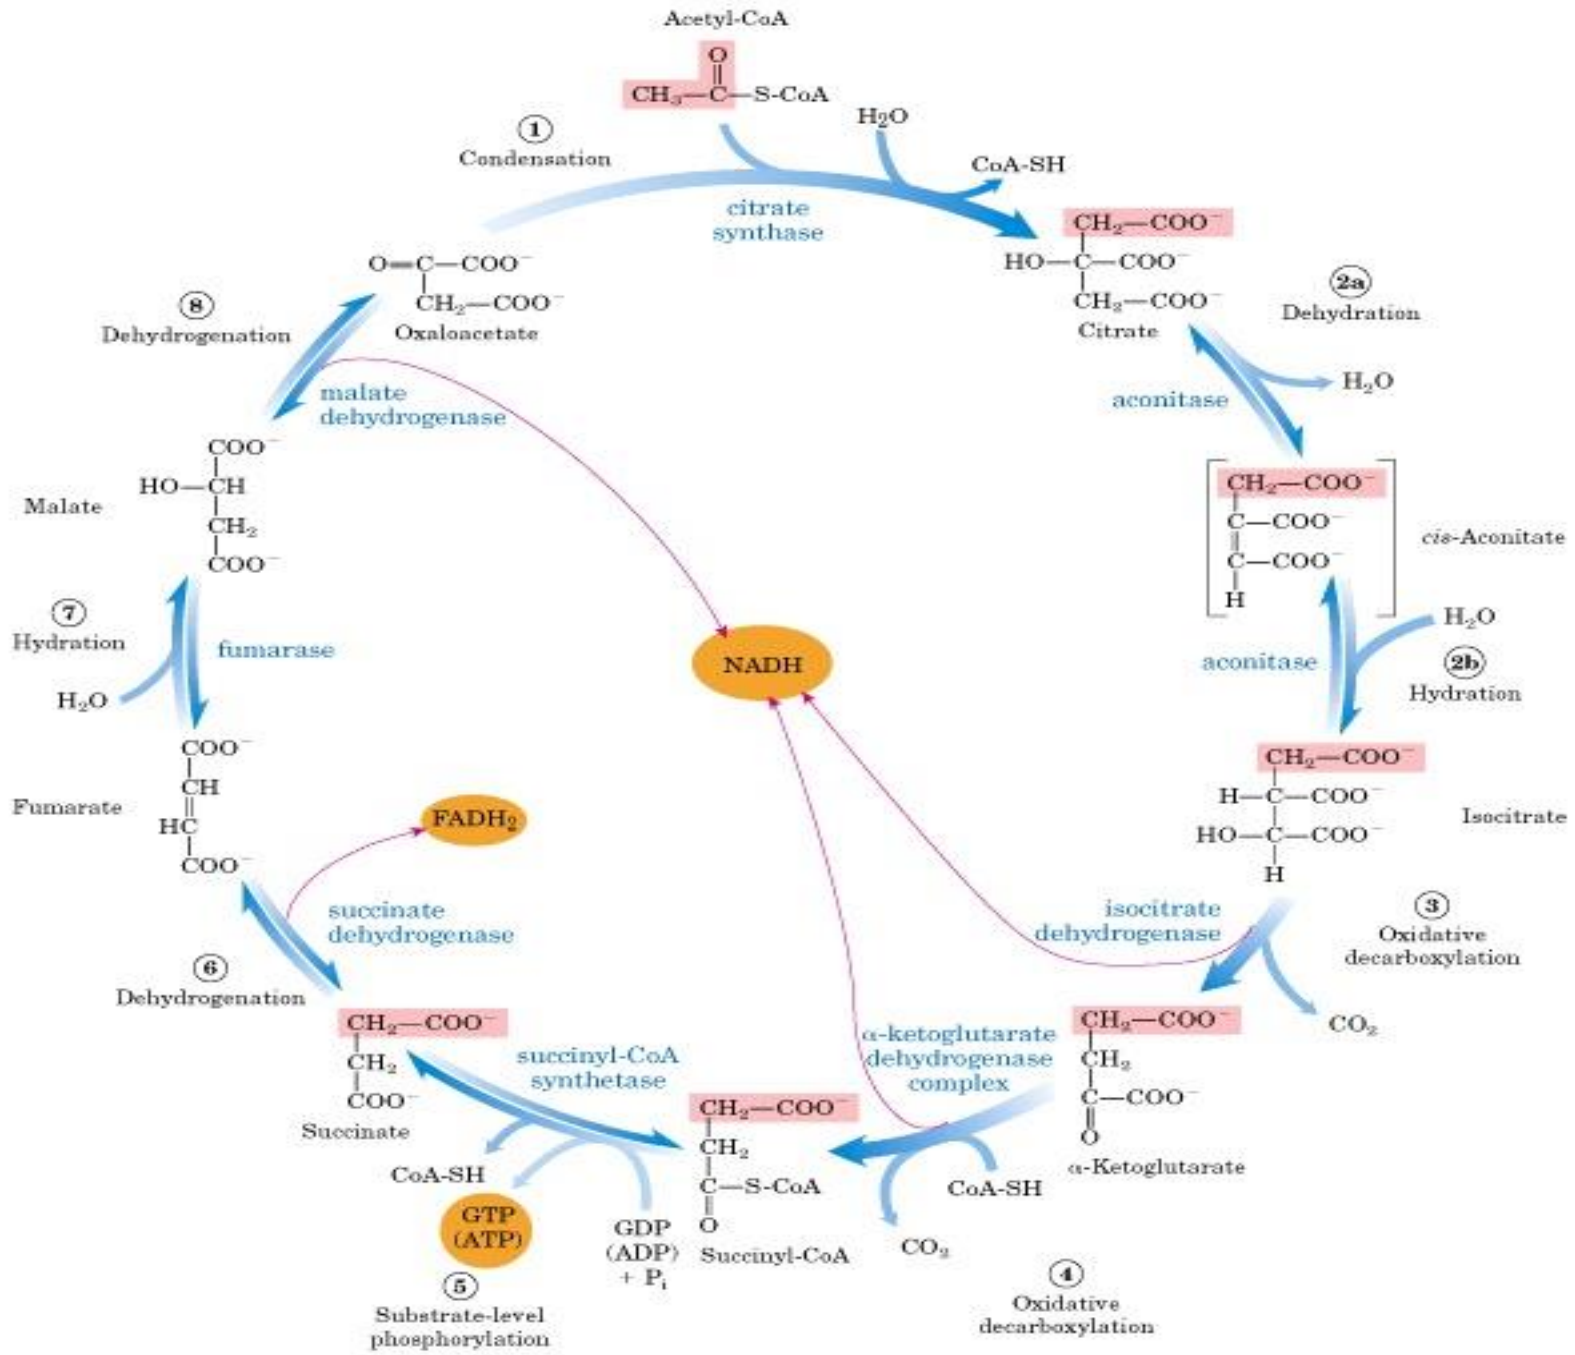 Acetyl-CoA
O
CH₃—C—S-CoA
H₂O
1
Condensation
CoA-SH
citrate
synthase
CH₂—COO⁻
HO—C—COO⁻
CH₂—COO⁻
Citrate
2a
Dehydration
H₂O
aconitase
CH₂—COO⁻
C—COO⁻
C—COO⁻
H
cis-Aconitate
H₂O
aconitase
2b
Hydration
CH₂—COO⁻
H—C—COO⁻
HO—C—COO⁻
H
Isocitrate
isocitrate
dehydrogenase
3
Oxidative
decarboxylation
CO₂
CH₂—COO⁻
CH₂
C—COO⁻
O
α-Ketoglutarate
α-ketoglutarate
dehydrogenase
complex
CoA-SH
CO₂
4
Oxidative
decarboxylation
CH₂—COO⁻
CH₂
C—S-CoA
O
Succinyl-CoA
succinyl-CoA
synthetase
GDP
(ADP)
+ Pᵢ
CoA-SH
GTP
(ATP)
5
Substrate-level
phosphorylation
CH₂—COO⁻
CH₂
COO⁻
Succinate
6
Dehydrogenation
succinate
dehydrogenase
FADH₂
COO⁻
CH
HC
COO⁻
Fumarate
7
Hydration
H₂O
fumarase
COO⁻
HO—CH
CH₂
COO⁻
Malate
8
Dehydrogenation
malate
dehydrogenase
O=C—COO⁻
CH₂—COO⁻
Oxaloacetate
NADH